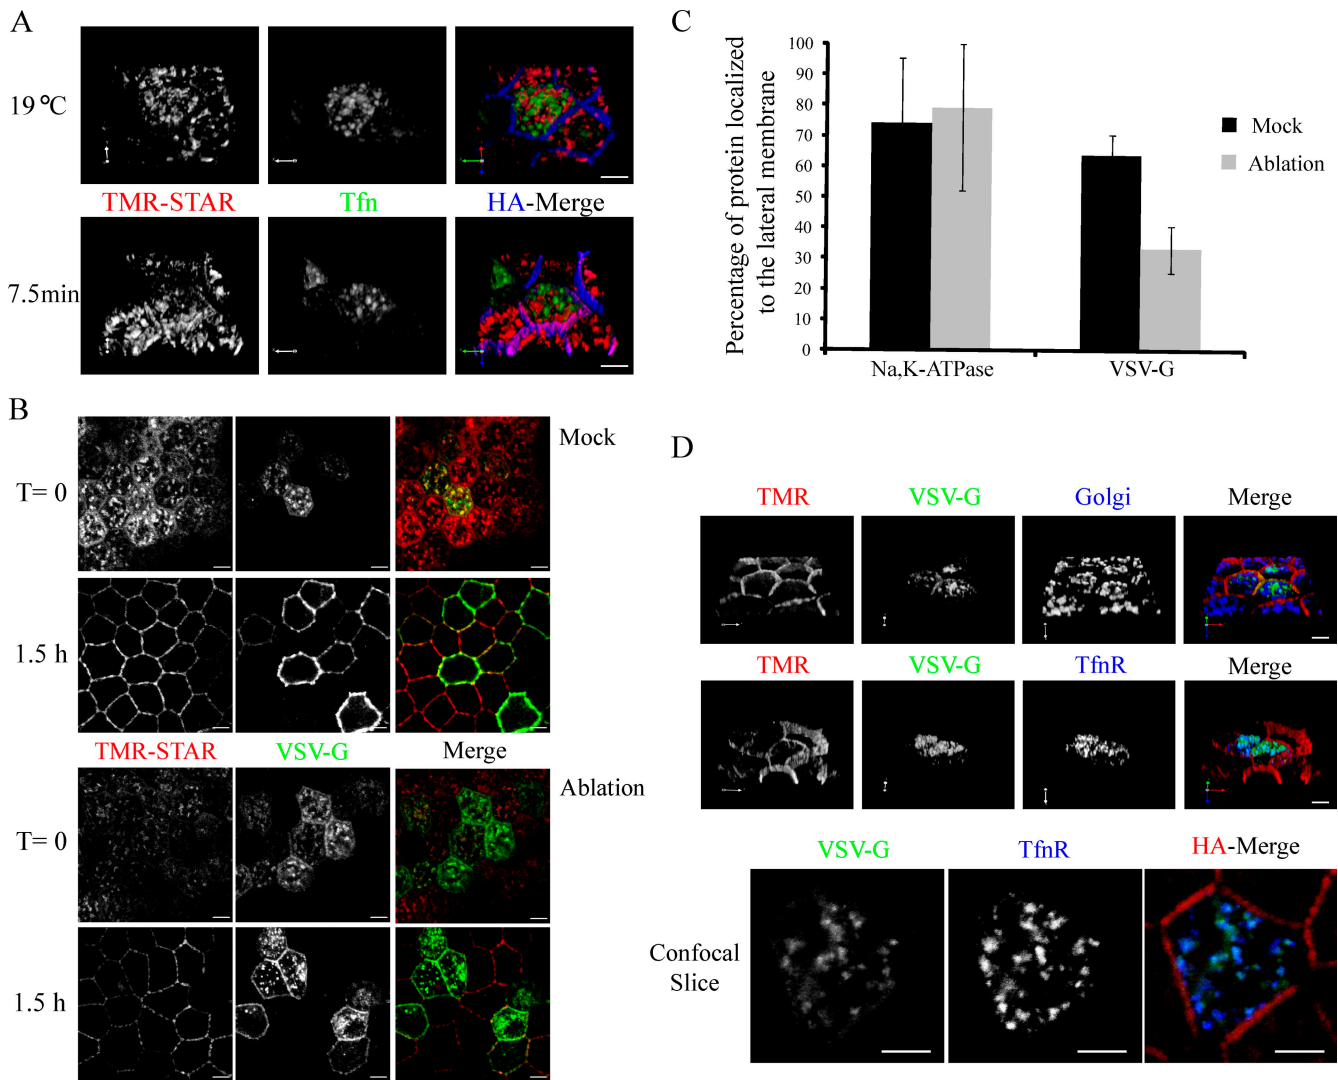 A
19 °C
TMR-STAR Tfn HA-Merge
7.5min
B
Mock
T= 0
1.5 h
TMR-STAR VSV-G Merge
Ablation
T= 0
1.5 h
C
Percentage of protein localized
to the lateral membrane
100
90
80
70
60
50
40
30
20
10
0
Na,K-ATPase VSV-G
Mock
Ablation
D
TMR VSV-G Golgi Merge
TMR VSV-G TfnR Merge
VSV-G TfnR HA-Merge
Confocal
Slice